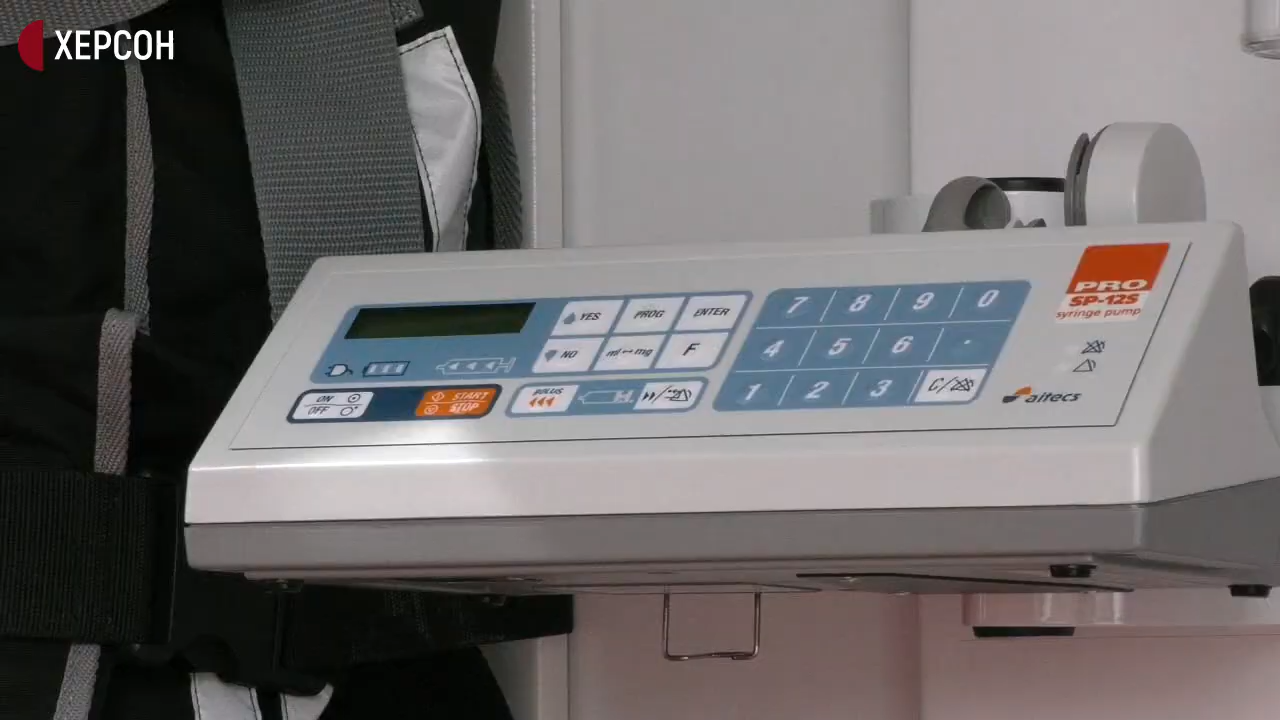 ХЕРСОН
YES
PROG
ENTER
NO
ml↔mg
F
ON
OFF
START
STOP
BOLUS
7 8 9 0
4 5 6 .
1 2 3 C/
PRO
SP-12S
syringe pump
aitecs